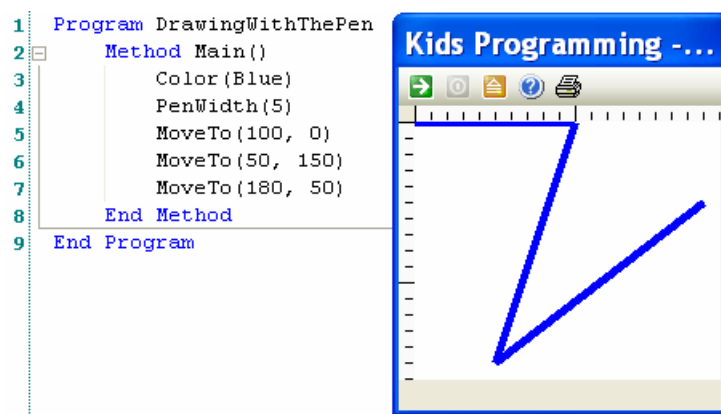 1 Program DrawingWithThePen
2 Method Main()
3 Color(Blue)
4 PenWidth(5)
5 MoveTo(100, 0)
6 MoveTo(50, 150)
7 MoveTo(180, 50)
8 End Method
9 End Program
Kids Programming -...